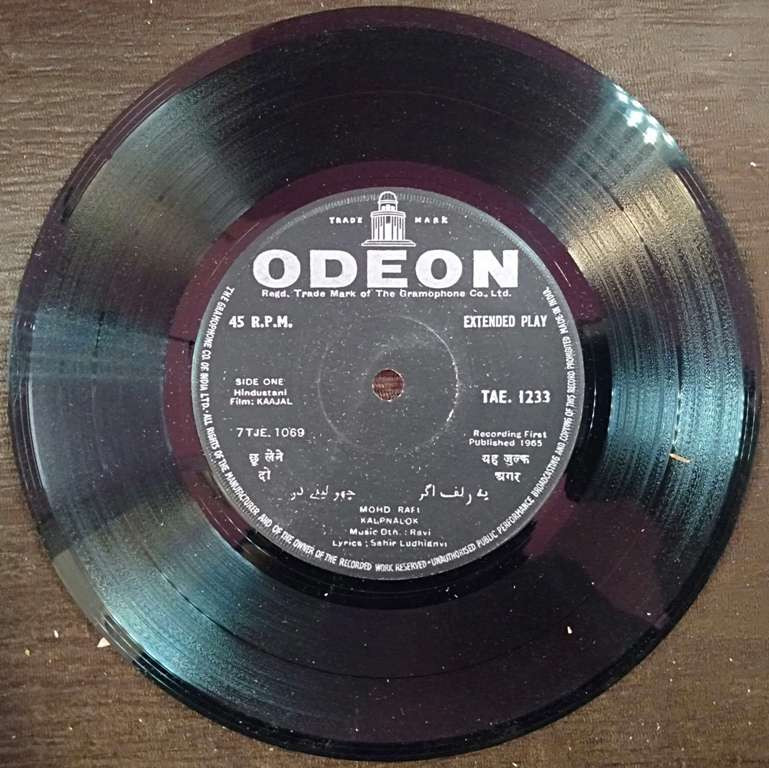 TRADE MARK
ODEON
Regd. Trade Mark of The Gramophone Co., Ltd.
45 R.P.M.
EXTENDED PLAY
SIDE ONE
Hindustani
Film: KAAJAL
TAE. 1233
7TJE. 1069
Recording First
Published 1965
छू लेने
दो
यह जुल्फ
अगर
چھو لینے دو
یہ زلف اگر
MOHD RAFI
KALPNALOK
Music Dtn. : Ravi
Lyrics ; Sahir Ludhianvi
THE GRAMOPHONE CO. OF INDIA LTD. ALL RIGHTS OF THE MANUFACTURER AND OF THE OWNER OF THE RECORDED WORK RESERVED - UNAUTHORISED PUBLIC PERFORMANCE BROADCASTING AND COPYING OF THIS RECORD PROHIBITED MADE IN INDIA.